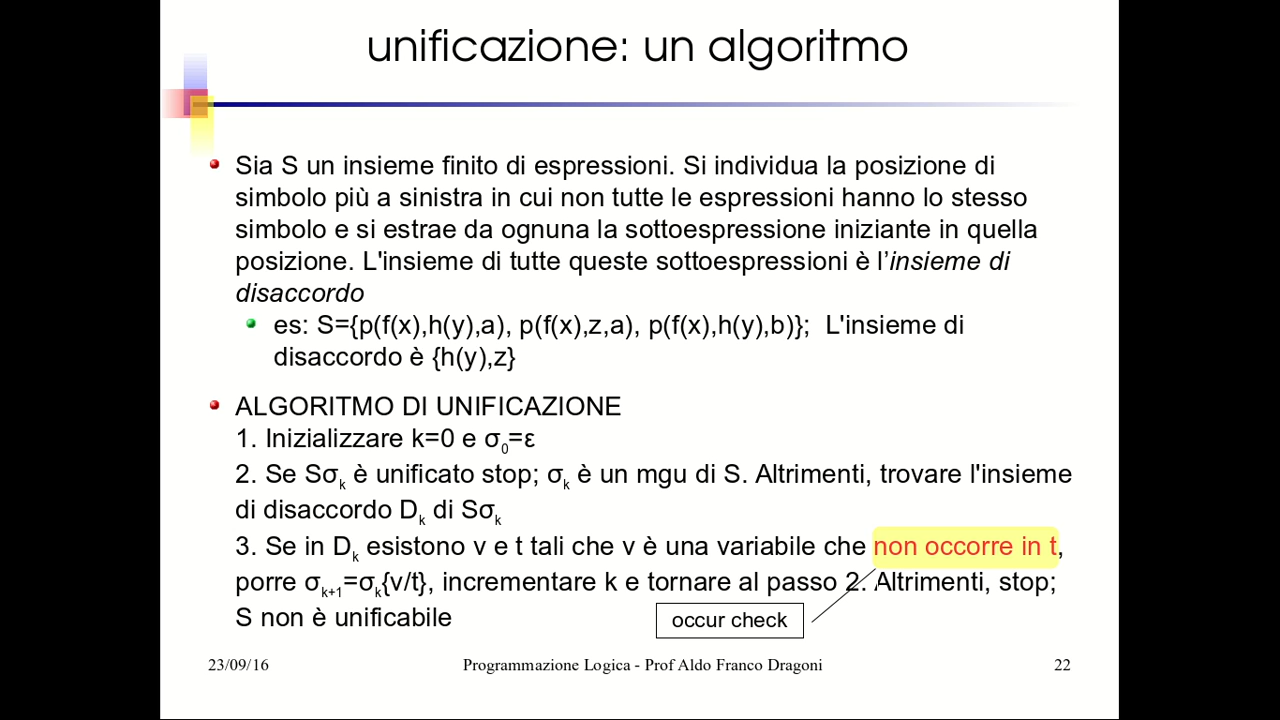 unificazione: un algoritmo
Sia S un insieme finito di espressioni. Si individua la posizione di
simbolo più a sinistra in cui non tutte le espressioni hanno lo stesso
simbolo e si estrae da ognuna la sottoespressione iniziante in quella
posizione. L'insieme di tutte queste sottoespressioni è l’insieme di
disaccordo
es: S={p(f(x),h(y),a), p(f(x),z,a), p(f(x),h(y),b)}; L'insieme di
disaccordo è {h(y),z}
ALGORITMO DI UNIFICAZIONE
1. Inizializzare k=0 e σ0=ε
2. Se Sσk è unificato stop; σk è un mgu di S. Altrimenti, trovare l'insieme
di disaccordo Dk di Sσk
3. Se in Dk esistono v e t tali che v è una variabile che non occorre in t,
porre σk+1=σk{v/t}, incrementare k e tornare al passo 2. Altrimenti, stop;
S non è unificabile
occur check
23/09/16 Programmazione Logica - Prof Aldo Franco Dragoni 22